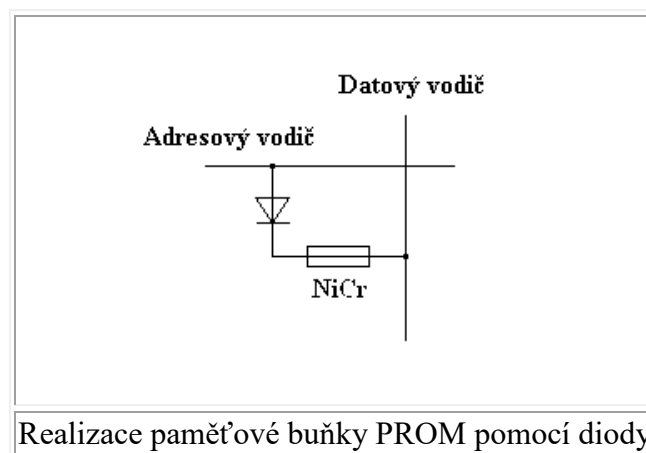 Datový vodič
Adresový vodič
NiCr
Realizace paměťové buňky PROM pomocí diody